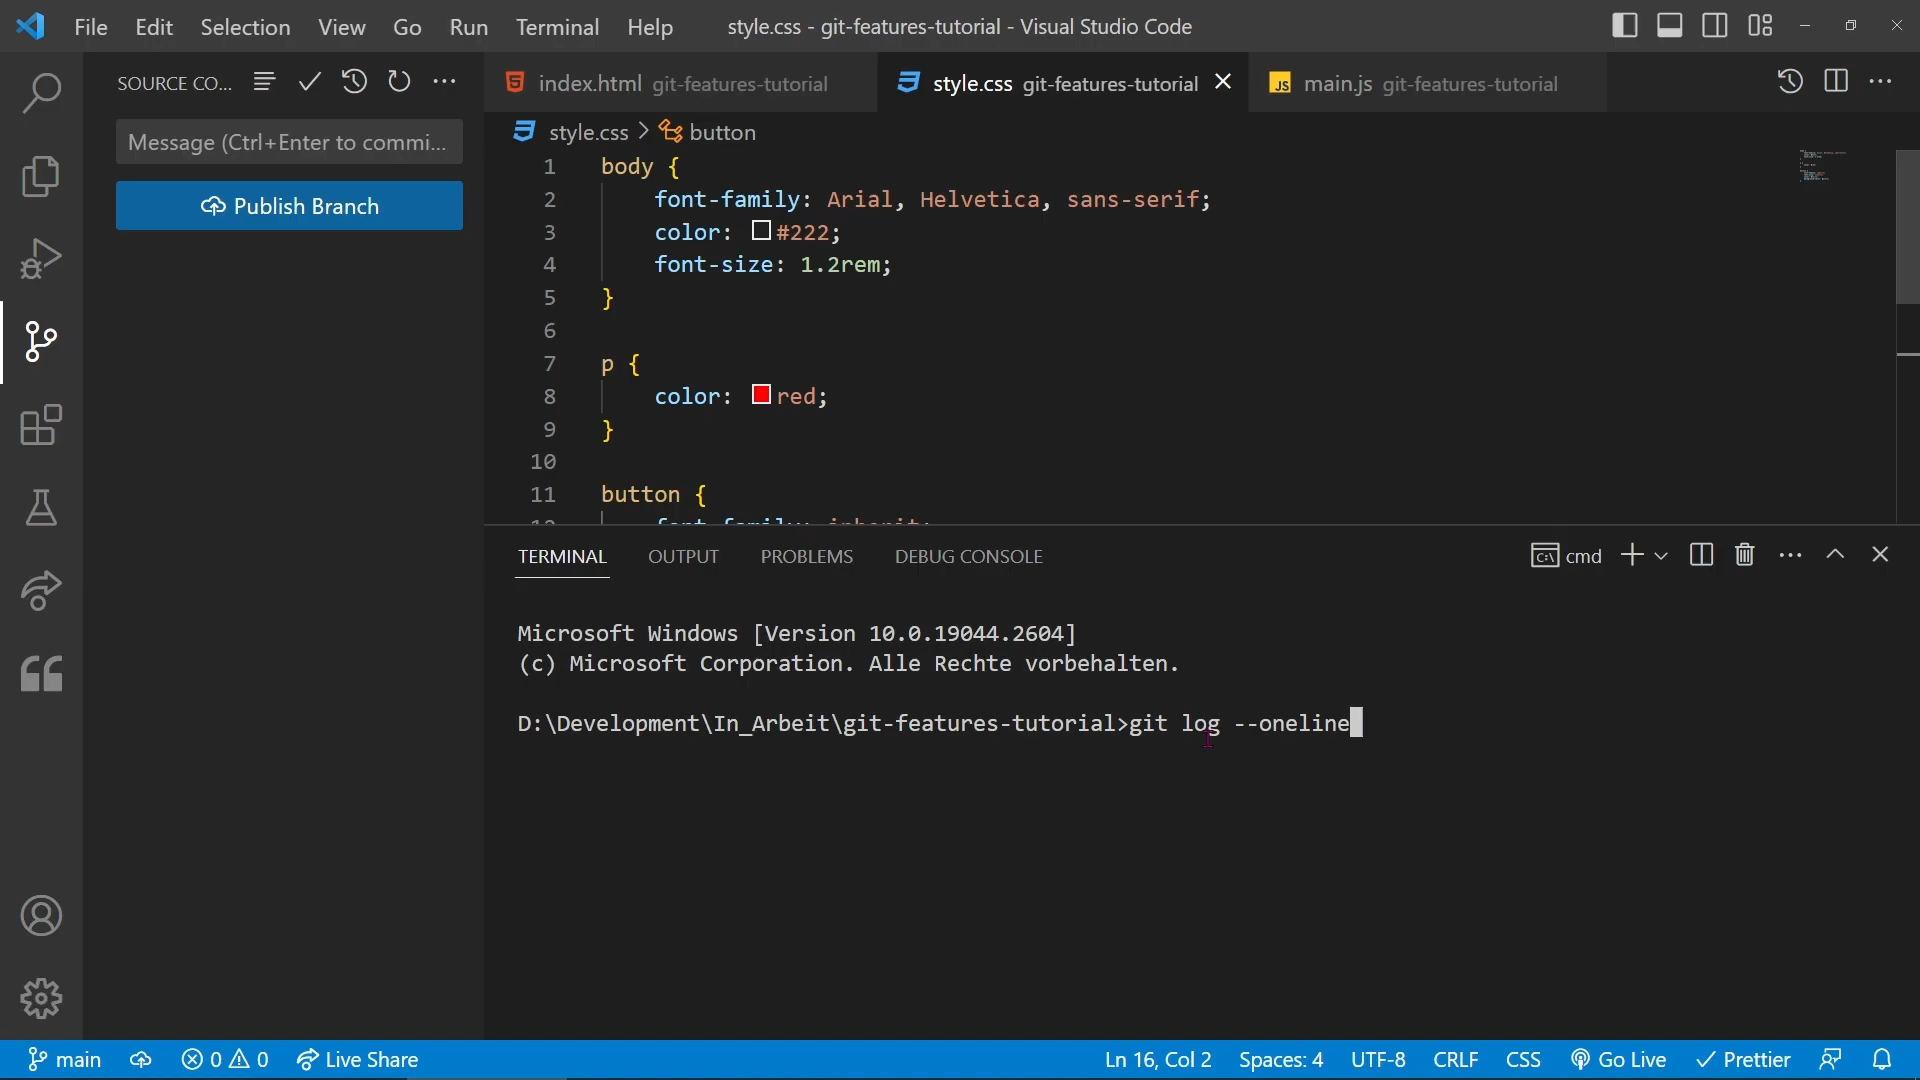 File Edit Selection View Go Run Terminal Help
style.css - git-features-tutorial - Visual Studio Code
SOURCE CO...
Message (Ctrl+Enter to commi...
Publish Branch
index.html git-features-tutorial
style.css git-features-tutorial
JS main.js git-features-tutorial
style.css > button
1 body {
2 font-family: Arial, Helvetica, sans-serif;
3 color: #222;
4 font-size: 1.2rem;
5 }
6
7 p {
8 color: red;
9 }
10
11 button {
12 font-family: inherit;
TERMINAL OUTPUT PROBLEMS DEBUG CONSOLE
cmd
Microsoft Windows [Version 10.0.19044.2604]
(c) Microsoft Corporation. Alle Rechte vorbehalten.
D:\Development\In_Arbeit\git-features-tutorial>git log --oneline
main 0 0 Live Share
Ln 16, Col 2 Spaces: 4 UTF-8 CRLF CSS Go Live Prettier